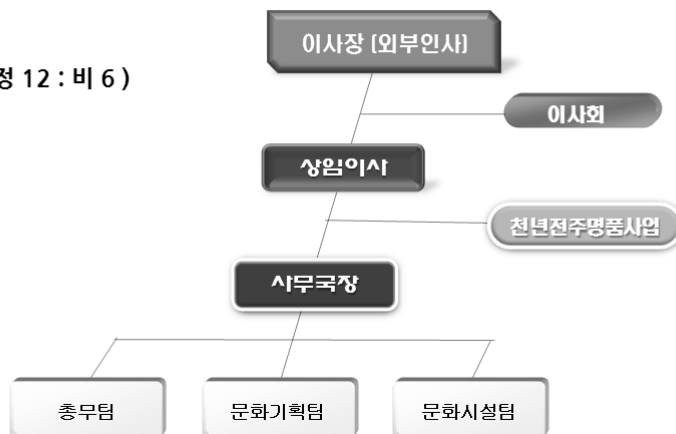 이사장 (외부인사)
정 12 : 비 6 )
이사회
상임이사
천년전주명품사업
사무국장
총무팀
문화기획팀
문화시설팀